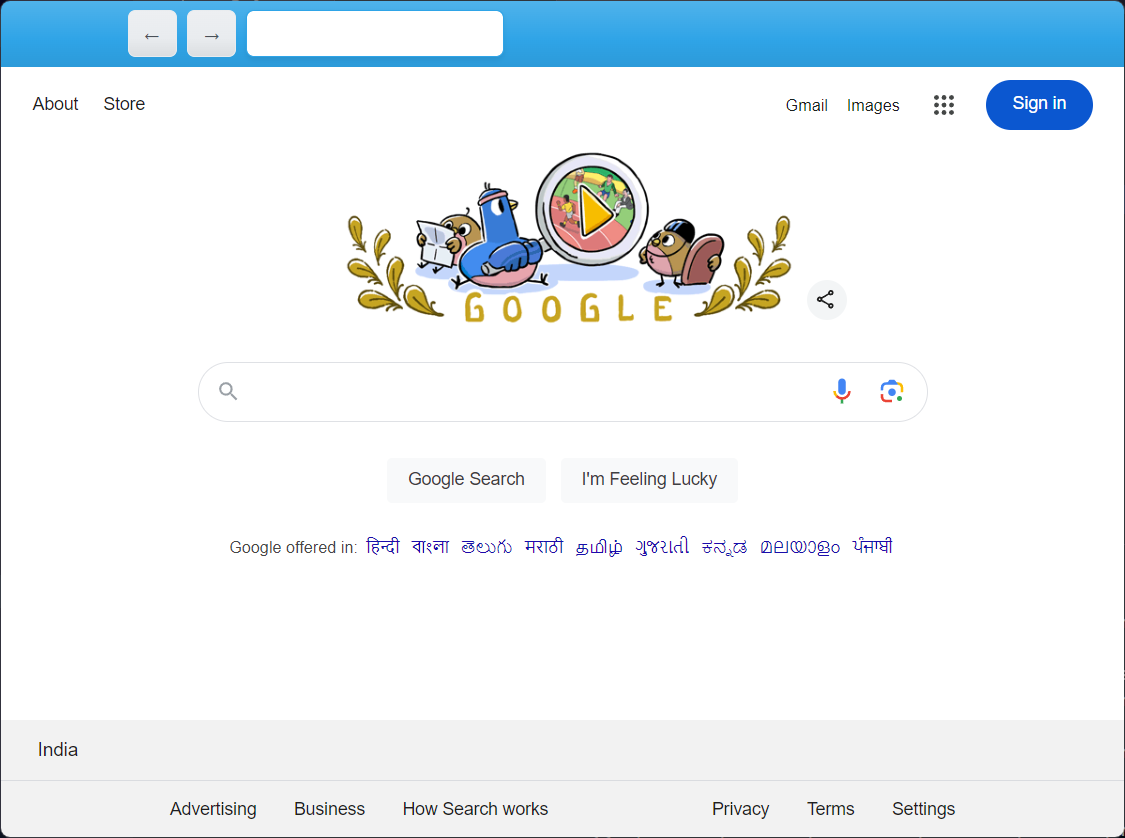 ← →
About Store Gmail Images Sign in
GOOGLE
Google Search I'm Feeling Lucky
Google offered in: हिन्दी বাংলা తెలుగు मराठी தமிழ் ગુજરાતી ಕನ್ನಡ മലയാളം ਪੰਜਾਬੀ
India
Advertising Business How Search works Privacy Terms Settings